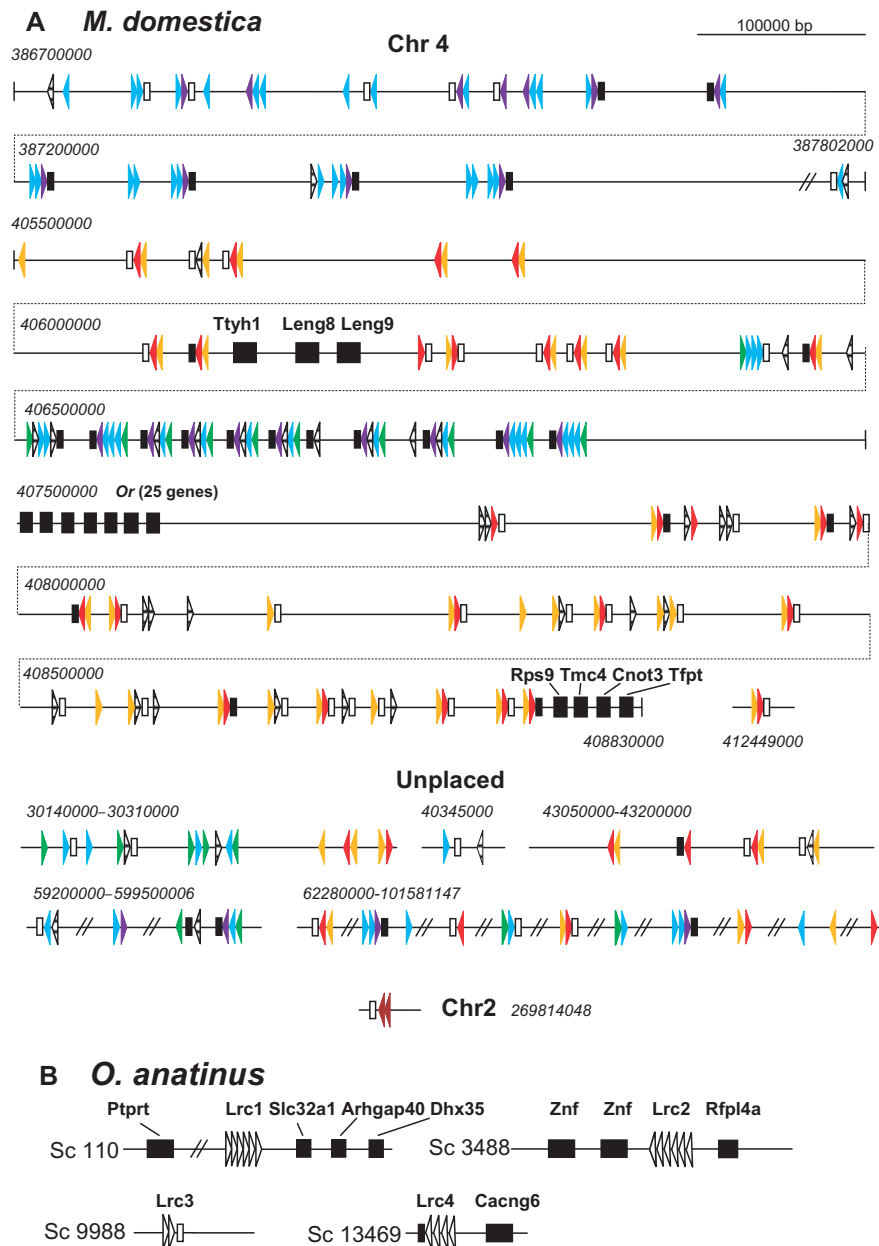 A M. domestica
100000 bp
Chr 4
386700000
387200000
387802000
405500000
406000000
Ttyh1 Leng8 Leng9
406500000
407500000 Or (25 genes)
408000000
408500000
Rps9 Tmc4 Cnot3 Tfpt
408830000
412449000
Unplaced
30140000–30310000
40345000
43050000-43200000
59200000–599500006
62280000-101581147
Chr2 269814048
B O. anatinus
Ptprt Lrc1 Slc32a1 Arhgap40 Dhx35
Sc 110
Znf Znf Lrc2 Rfpl4a
Sc 3488
Lrc3
Sc 9988
Lrc4 Cacng6
Sc 13469